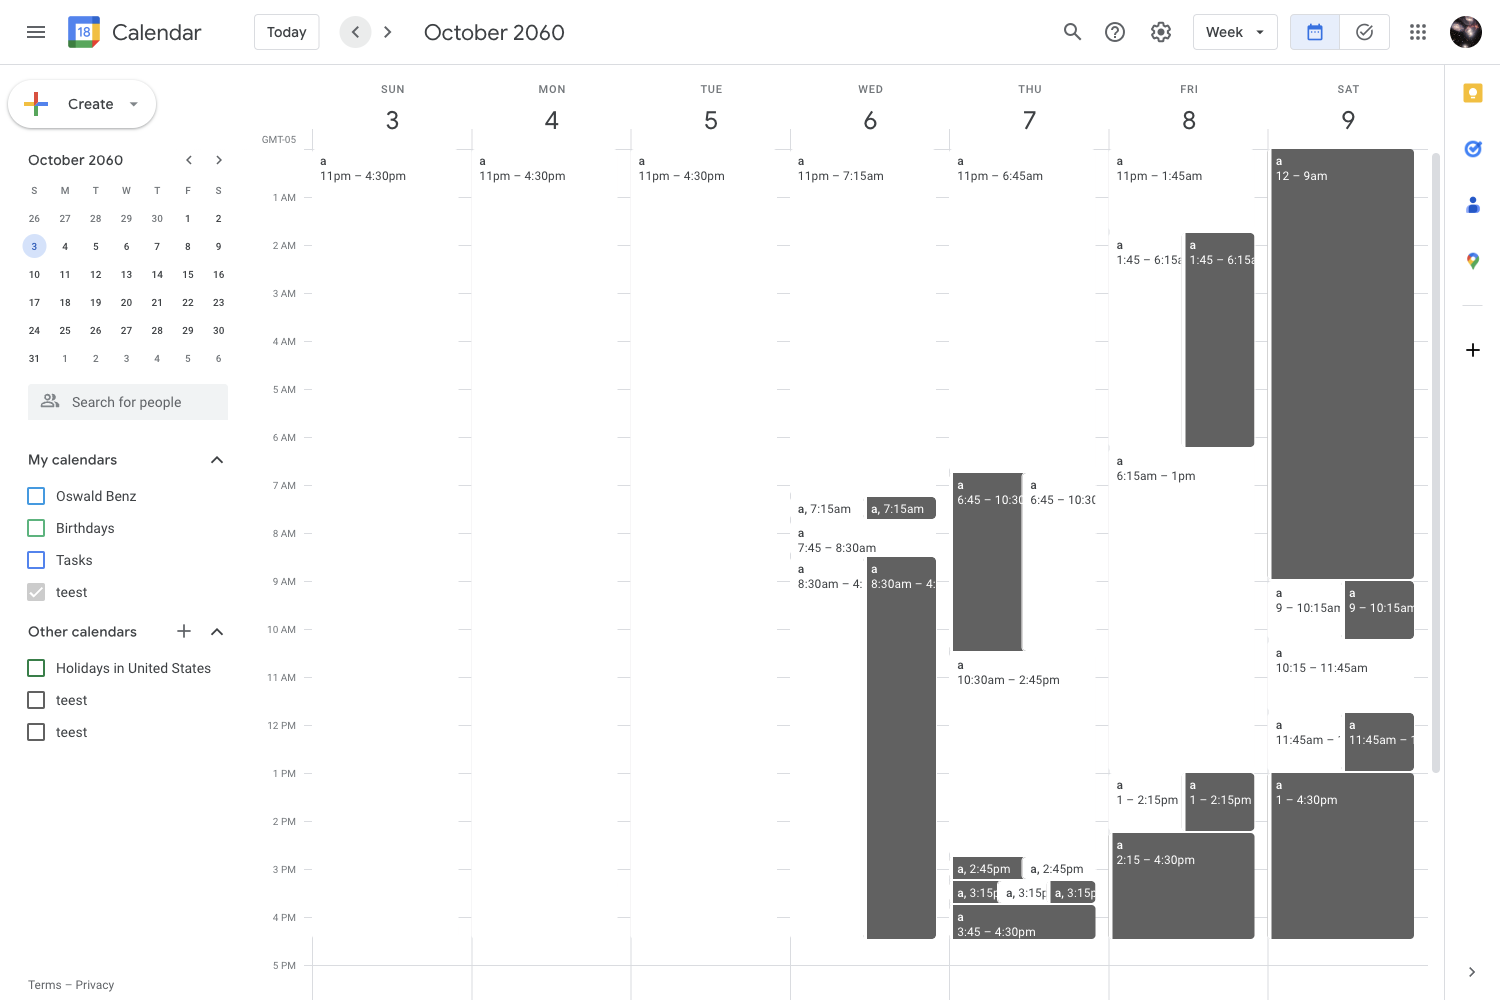 18 Calendar Today October 2060 Week
Create
October 2060
S M T W T F S
26 27 28 29 30 1 2
3 4 5 6 7 8 9
10 11 12 13 14 15 16
17 18 19 20 21 22 23
24 25 26 27 28 29 30
31 1 2 3 4 5 6
Search for people
My calendars
Oswald Benz
Birthdays
Tasks
teest
Other calendars
Holidays in United States
teest
teest
Terms – Privacy
GMT-05
1 AM
2 AM
3 AM
4 AM
5 AM
6 AM
7 AM
8 AM
9 AM
10 AM
11 AM
12 PM
1 PM
2 PM
3 PM
4 PM
5 PM
SUN
3
a
11pm – 4:30pm
MON
4
a
11pm – 4:30pm
TUE
5
a
11pm – 4:30pm
WED
6
a
11pm – 7:15am
a, 7:15am
a, 7:15am
a
7:45 – 8:30am
a
8:30am – 4:
a
8:30am – 4:
THU
7
a
11pm – 6:45am
a
6:45 – 10:30
a
6:45 – 10:30
a
10:30am – 2:45pm
a, 2:45pm
a, 2:45pm
a, 3:15p
a, 3:15p
a, 3:15p
a
3:45 – 4:30pm
FRI
8
a
11pm – 1:45am
a
1:45 – 6:15a
a
1:45 – 6:15a
a
6:15am – 1pm
a
1 – 2:15pm
a
1 – 2:15pm
a
2:15 – 4:30pm
SAT
9
a
12 – 9am
a
9 – 10:15am
a
9 – 10:15am
a
10:15 – 11:45am
a
11:45am –
a
11:45am – 1
a
1 – 4:30pm